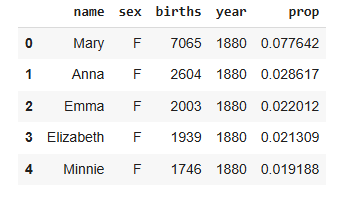 name sex births year prop
0 Mary F 7065 1880 0.077642
1 Anna F 2604 1880 0.028617
2 Emma F 2003 1880 0.022012
3 Elizabeth F 1939 1880 0.021309
4 Minnie F 1746 1880 0.019188